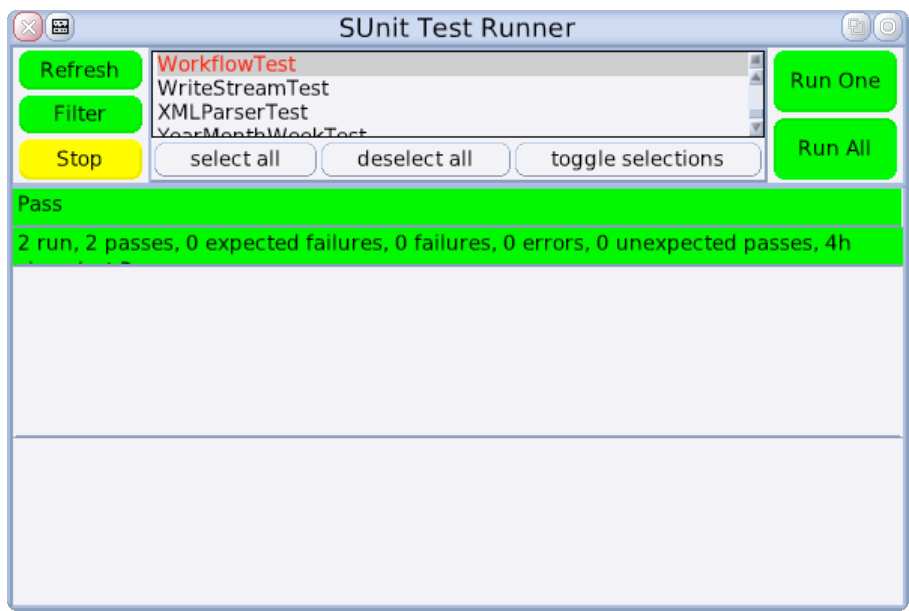 SUnit Test Runner
Refresh
Filter
Stop
WorkflowTest
WriteStreamTest
XMLParserTest
YearMonthWeekTest
select all
deselect all
toggle selections
Run One
Run All
Pass
2 run, 2 passes, 0 expected failures, 0 failures, 0 errors, 0 unexpected passes, 4h